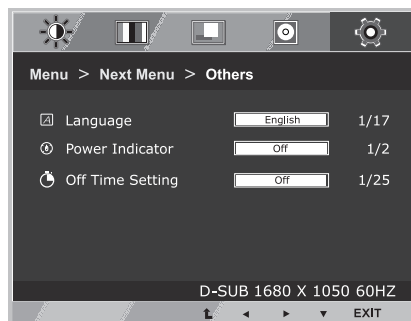 Menu > Next Menu > Others
Language English 1/17
Power Indicator Off 1/2
Off Time Setting Off 1/25
D-SUB 1680 X 1050 60HZ
EXIT